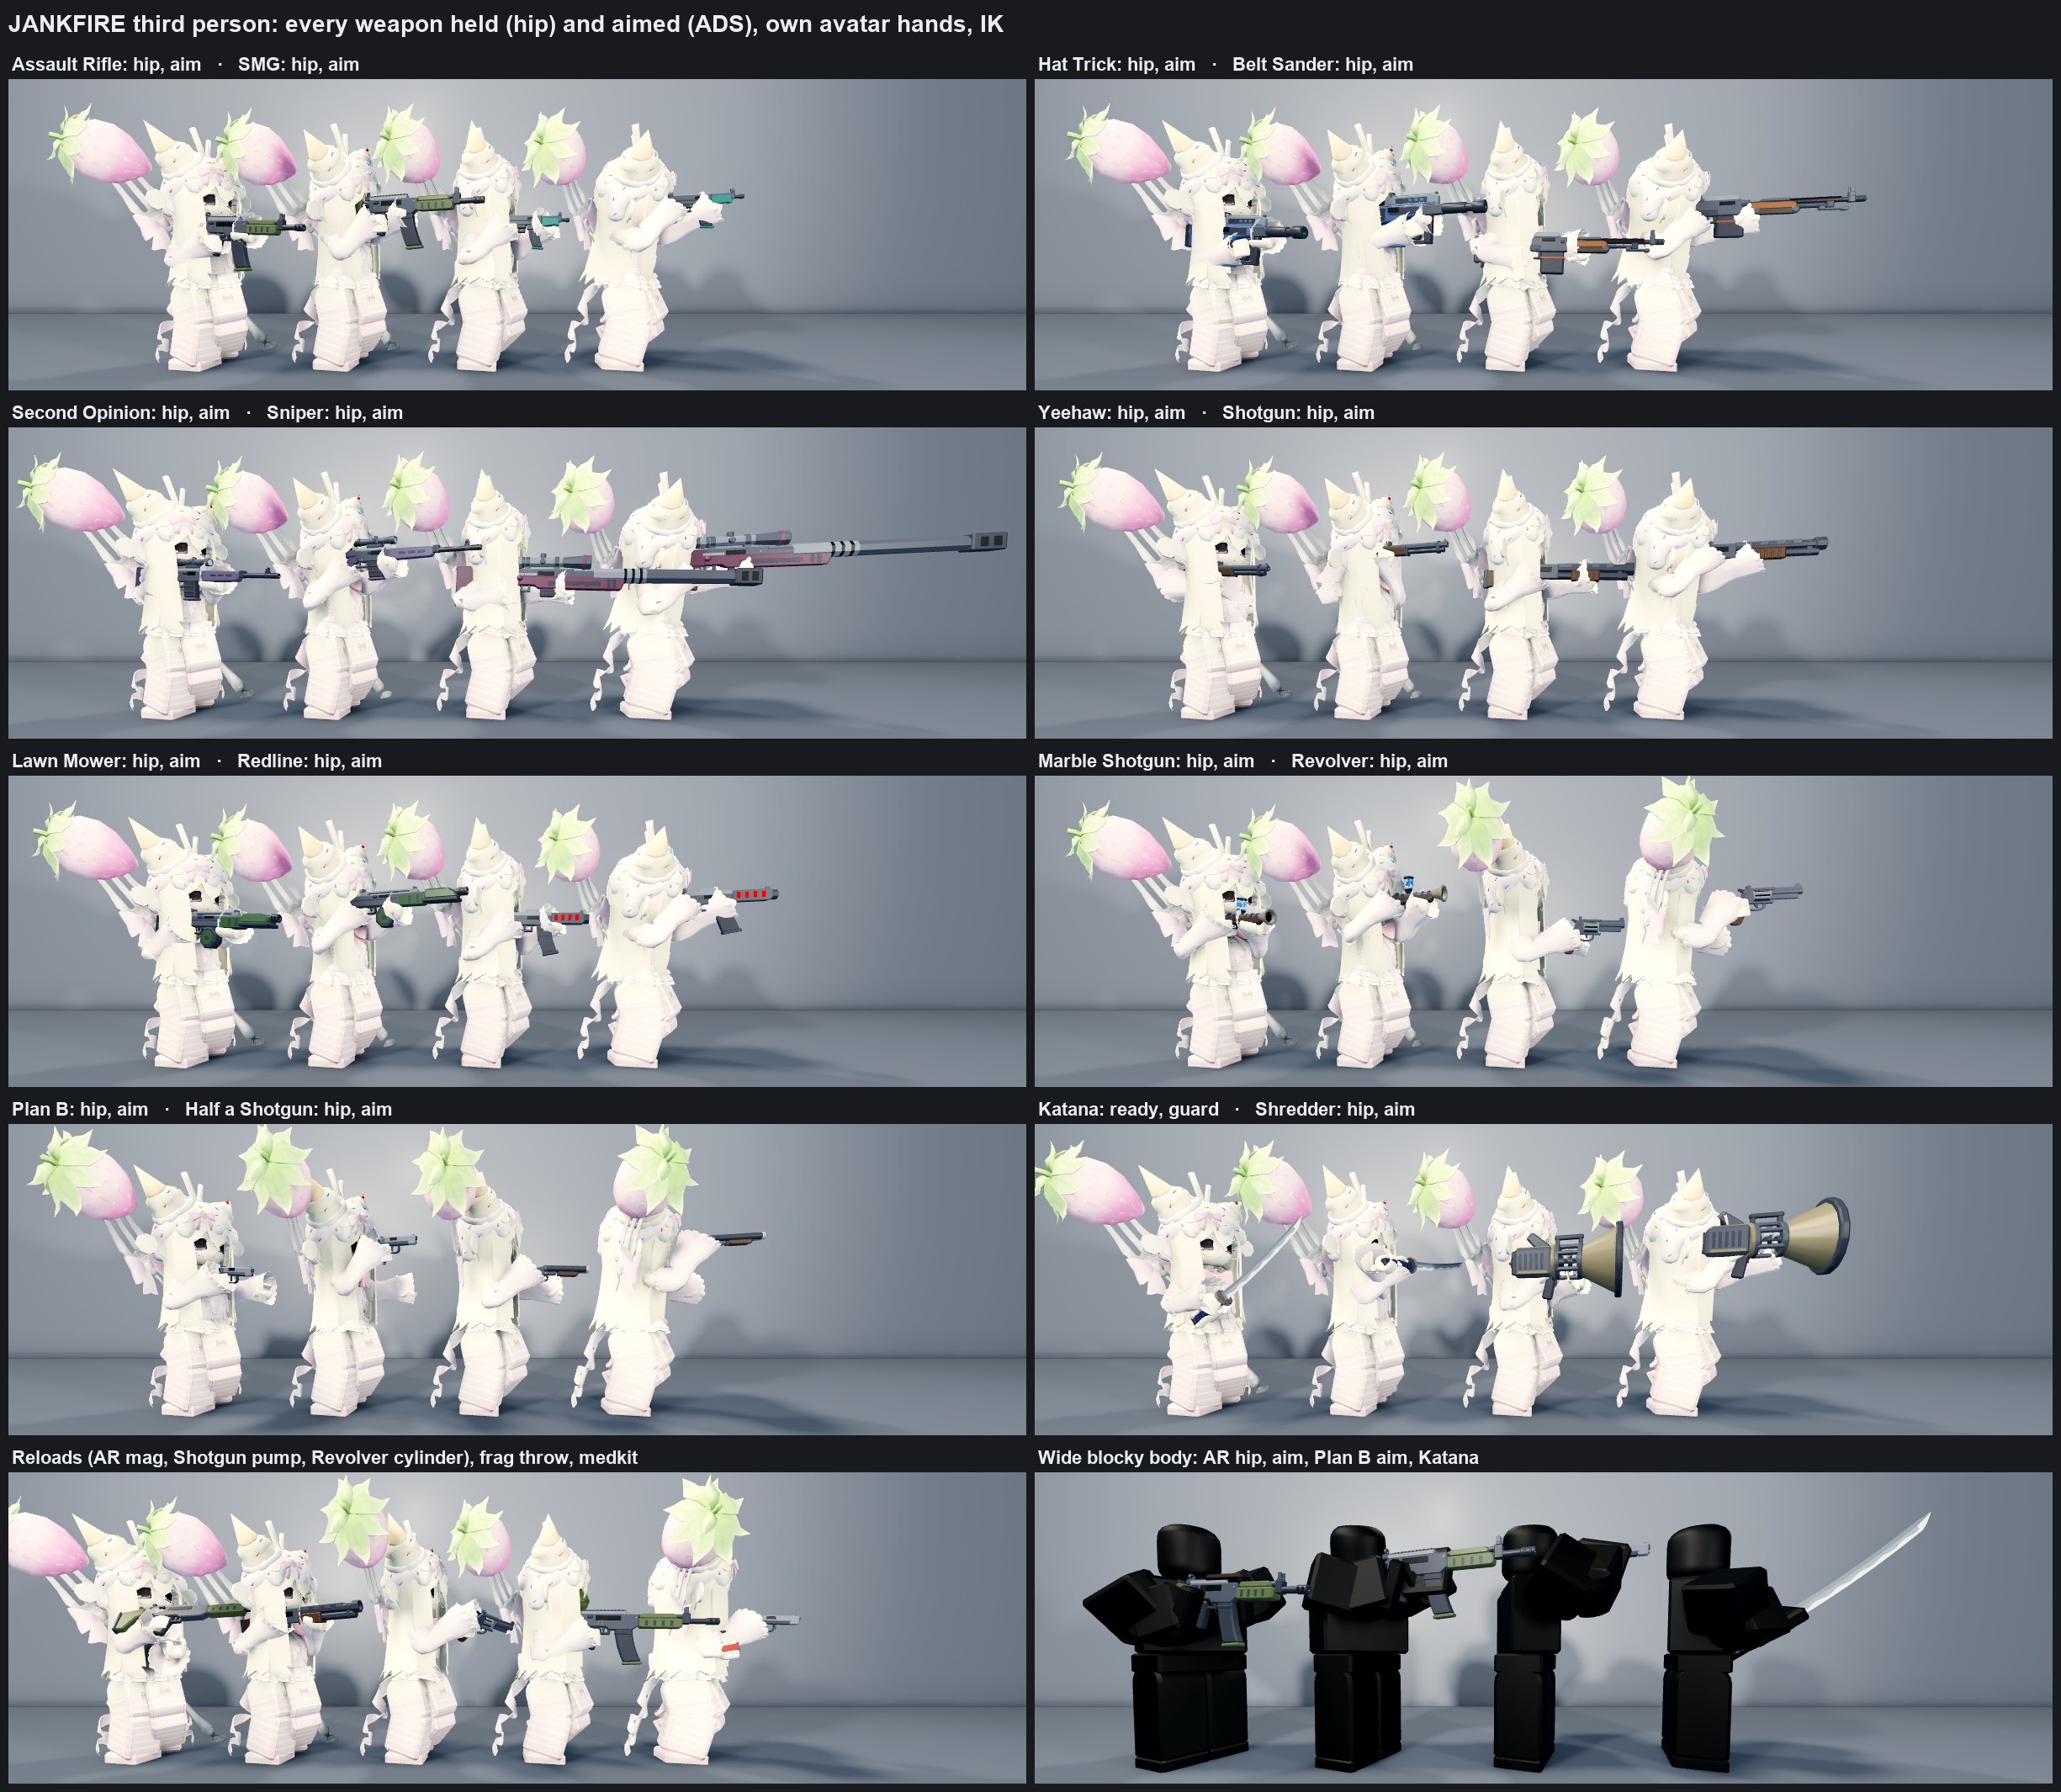 JANKFIRE third person: every weapon held (hip) and aimed (ADS), own avatar hands, IK
Assault Rifle: hip, aim · SMG: hip, aim
Hat Trick: hip, aim · Belt Sander: hip, aim
Second Opinion: hip, aim · Sniper: hip, aim
Yeehaw: hip, aim · Shotgun: hip, aim
Lawn Mower: hip, aim · Redline: hip, aim
Marble Shotgun: hip, aim · Revolver: hip, aim
Plan B: hip, aim · Half a Shotgun: hip, aim
Katana: ready, guard · Shredder: hip, aim
Reloads (AR mag, Shotgun pump, Revolver cylinder), frag throw, medkit
Wide blocky body: AR hip, aim, Plan B aim, Katana